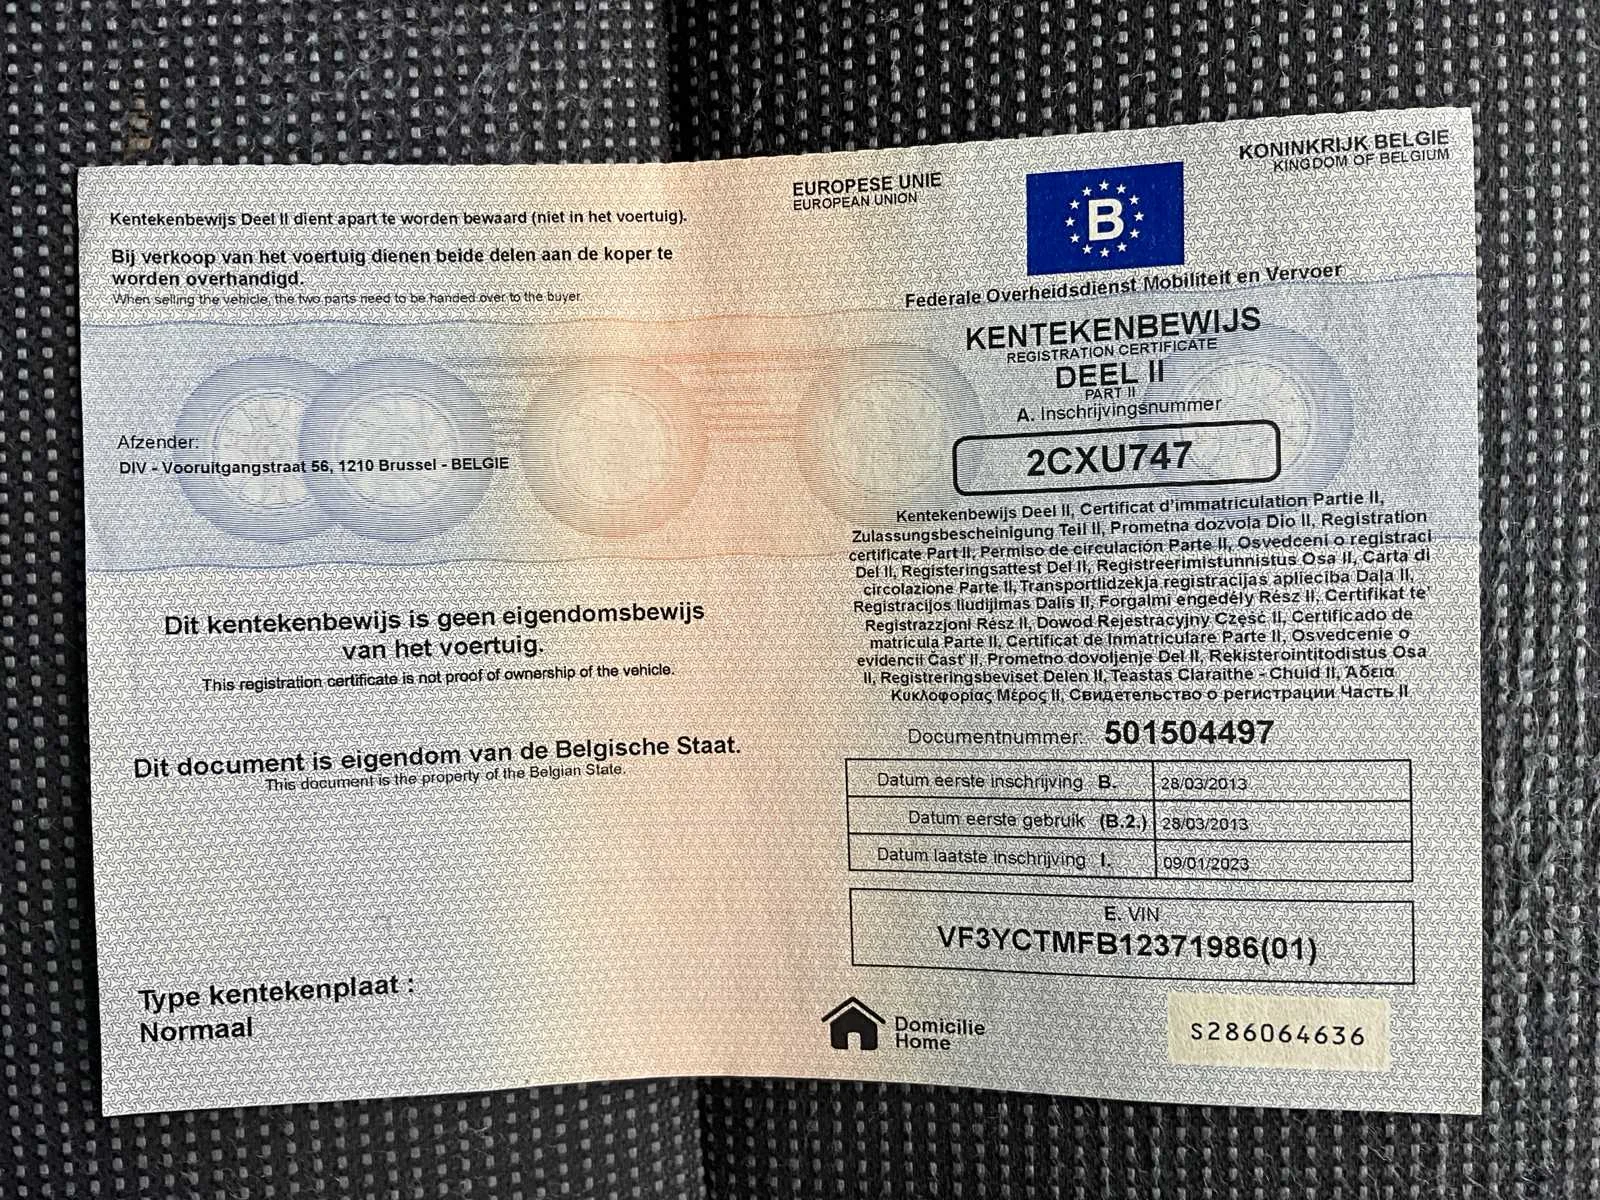 Kentekenbewijs Deel II dient apart te worden bewaard (niet in het voertuig).
Bij verkoop van het voertuig dienen beide delen aan de koper te
worden overhandigd.
When selling the vehicle, the two parts need to be handed over to the buyer.
Afzender:
DIV - Vooruitgangstraat 56, 1210 Brussel - BELGIE
Dit kentekenbewijs is geen eigendomsbewijs
van het voertuig.
This registration certificate is not proof of ownership of the vehicle.
Dit document is eigendom van de Belgische Staat.
This document is the property of the Belgian State.
Type kentekenplaat :
Normaal
EUROPESE UNIE
EUROPEAN UNION
B
KONINKRIJK BELGIE
KINGDOM OF BELGIUM
Federale Overheidsdienst Mobiliteit en Vervoer
KENTEKENBEWIJS
REGISTRATION CERTIFICATE
DEEL II
PART II
A. Inschrijvingsnummer
2CXU747
Kentekenbewijs Deel II, Certificat d'immatriculation Partie II,
Zulassungsbescheinigung Teil II, Prometna dozvola Dio II, Registration
certificate Part II, Permiso de circulación Parte II, Osvedceni o registraci
Del II, Registeringsattest Del II, Registreerimistunnistus Osa II, Carta di
circolazione Parte II, Transportlidzekja registracijas apliecība Daļa II,
Registracijos liudijimas Dalis II, Forgalmi engedély Rész II, Certifikat te'
Registrazzjoni Rész II, Dowod Rejestracyjny Część II, Certificado de
matricula Parte II, Certificat de Inmatriculare Parte II, Osvedcenie o
evidencii Časť II, Prometno dovoljenje Del II, Rekisterointitodistus Osa
II, Registreringsbeviset Delen II, Teastas Claraithe - Chuid II, Άδεια
Κυκλοφορίας Μέρος II, Свидетельство о регистрации Часть II
Documentnummer: 501504497
Datum eerste inschrijving B. 28/03/2013
Datum eerste gebruik (B.2.) 28/03/2013
Datum laatste inschrijving I. 09/01/2023
E. VIN
VF3YCTMFB12371986(01)
Domicilie
Home
S286064636